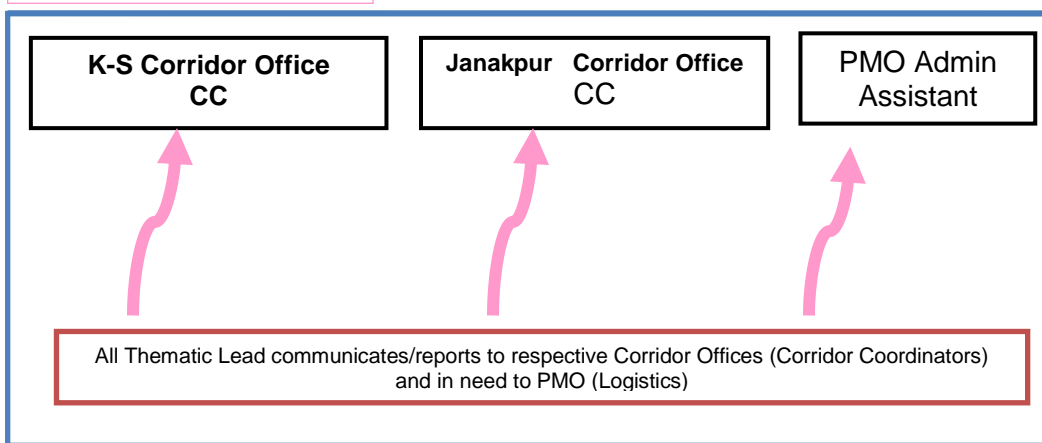 K-S Corridor Office
CC
Janakpur Corridor Office
CC
PMO Admin
Assistant
All Thematic Lead communicates/reports to respective Corridor Offices (Corridor Coordinators)
and in need to PMO (Logistics)